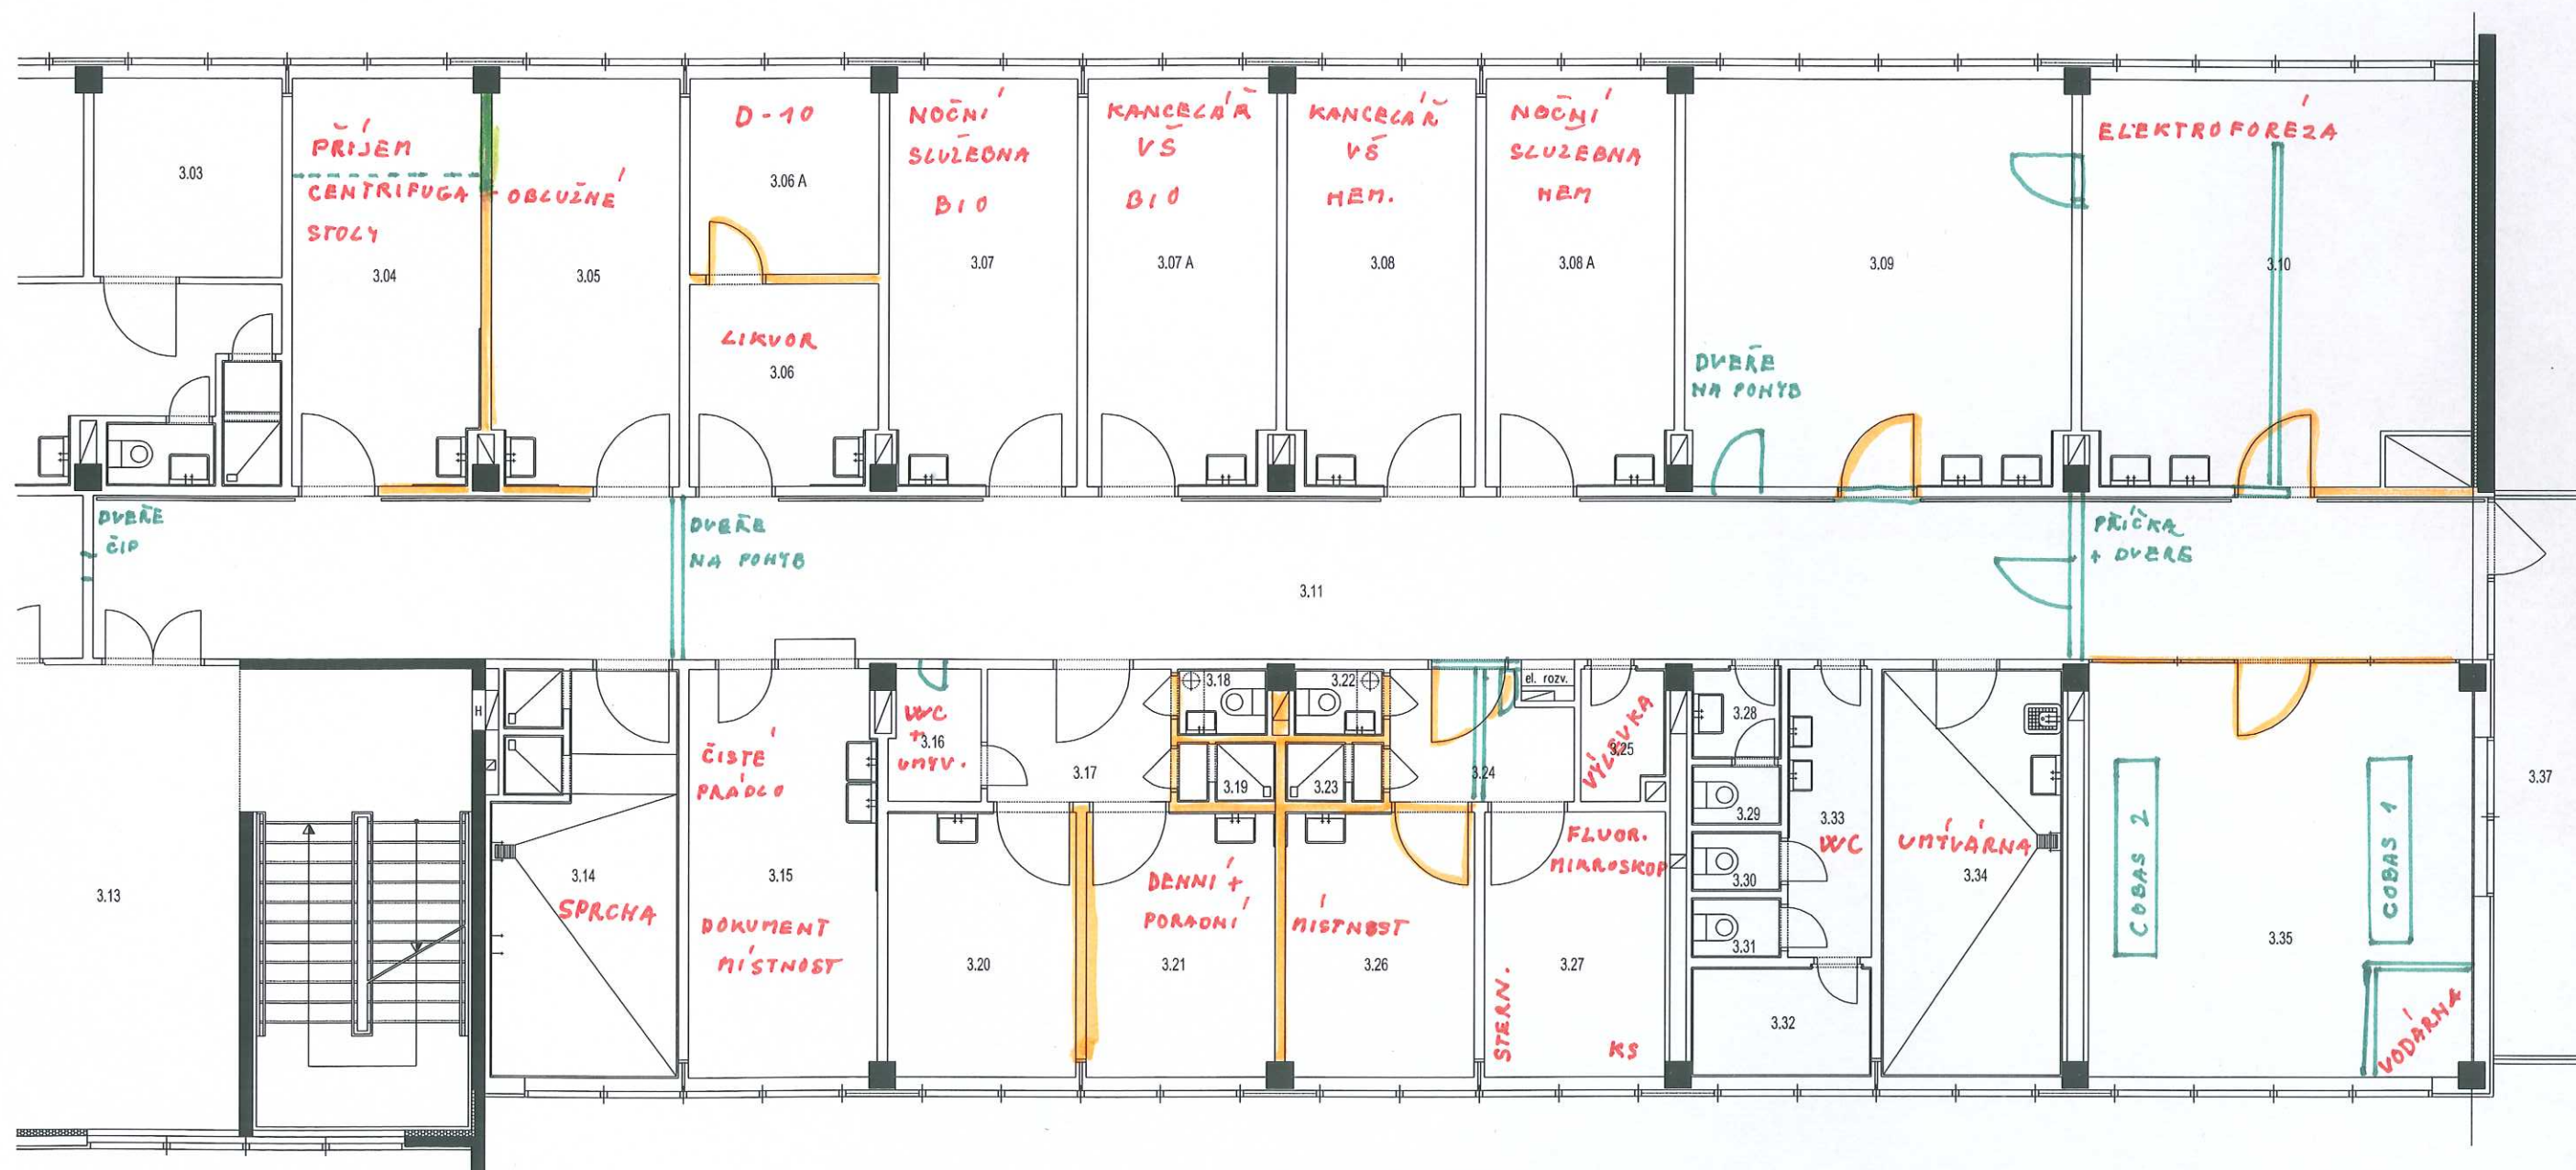 PŘÍJEM
CENTRIFUGA + OBLUŽNÉ
STOLY
3.03
3.04
3.05
D-10
3.06 A
LIKVOR
3.06
NOČNÍ
SLUŽEBNA
BIO
3.07
KANCELÁŘ
VŠ
BIO
3.07 A
KANCELÁŘ
VŠ
HEM.
3.08
NOČNÍ
SLUŽEBNA
HEM
3.08 A
3.09
DVEŘE
NA POHYB
ELEKTROFORÉZA
3.10
DVEŘE
ČIP
DVEŘE
NA POHYB
3.11
PŘÍČKA
+ DVEŘE
3.13
H
3.14
SPRCHA
ČISTÉ
PRÁDLO
3.15
DOKUMENT
MÍSTNOST
WC
+
3.16
UMYV.
3.17
3.18
3.19
3.20
3.21
DENNÍ +
PORADNÍ
MÍSTNOST
3.22
3.23
3.24
3.26
el. rozv.
VÝLEVKA
3.25
FLUOR.
MIKROSKOP
3.27
STERN.
KS
3.28
3.29
3.30
3.31
3.32
3.33
WC
UMÝVÁRNA
3.34
COBAS 2
COBAS 1
3.35
VODÁRNA
3.37